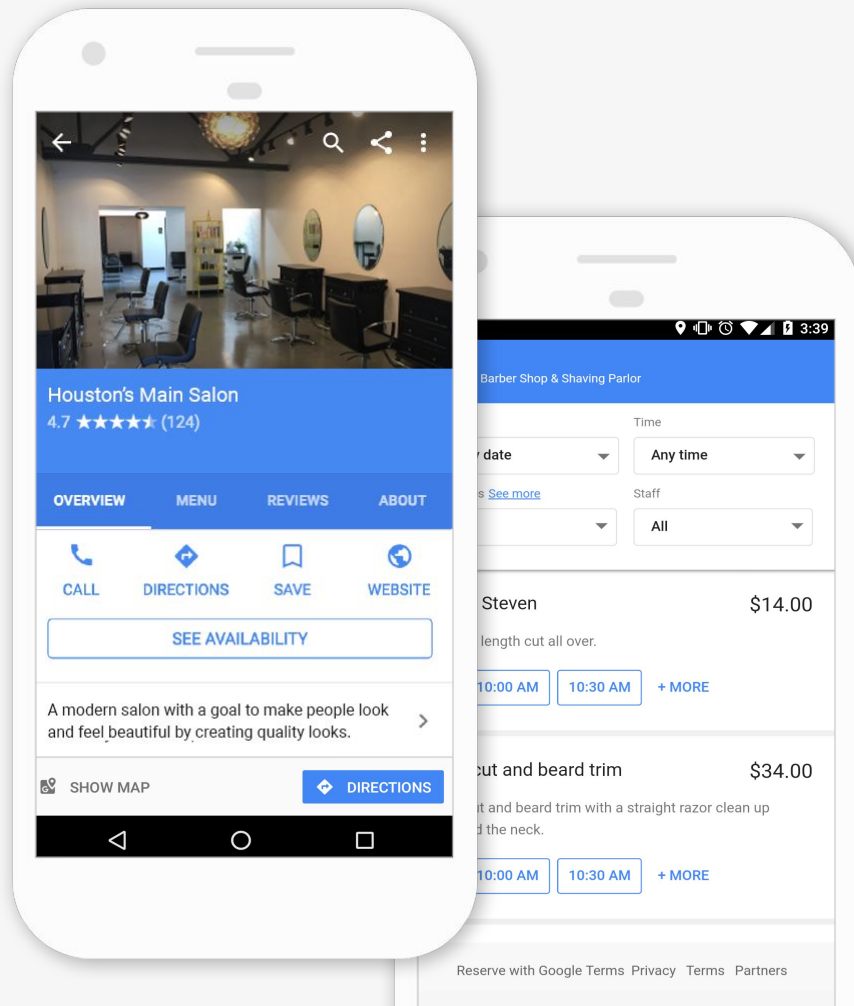 Houston's Main Salon
4.7 ★★★★★ (124)
OVERVIEW MENU REVIEWS ABOUT
CALL DIRECTIONS SAVE WEBSITE
SEE AVAILABILITY
A modern salon with a goal to make people look
and feel beautiful by creating quality looks.
SHOW MAP DIRECTIONS
3:39
Barber Shop & Shaving Parlor
Time
date Any time
See more Staff
All
Steven $14.00
length cut all over.
10:00 AM 10:30 AM + MORE
cut and beard trim $34.00
and beard trim with a straight razor clean up
the neck.
10:00 AM 10:30 AM + MORE
Reserve with Google Terms Privacy Terms Partners